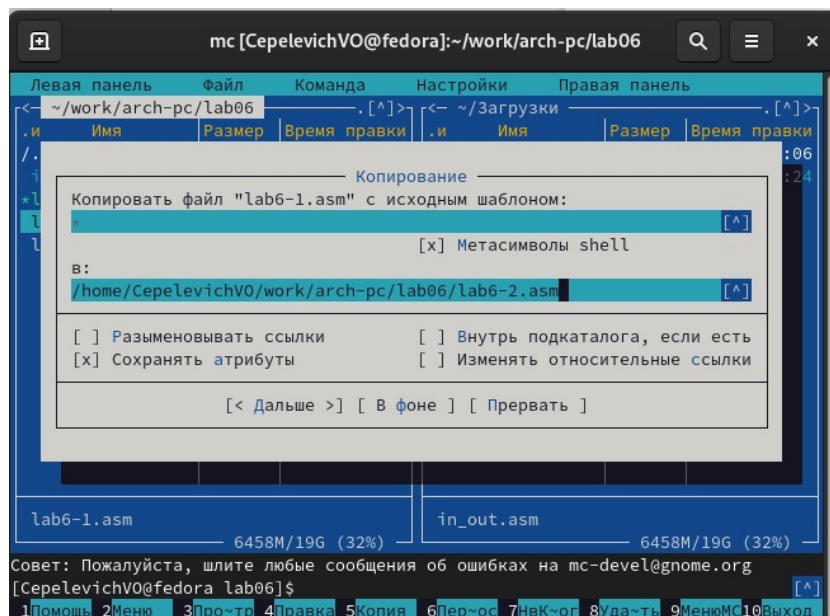 mc [CepelevichVO@fedora]:~/work/arch-pc/lab06
Левая панель Файл Команда Настройки Правая панель
<— ~/work/arch-pc/lab06 .[^]> <— ~/Загрузки .[^]>
.и Имя Размер Время правки .и Имя Размер Время правки
/. :06
i :24
*l
Копирование
Копировать файл "lab6-1.asm" с исходным шаблоном:
l * [^]
l [x] Метасимволы shell
в:
/home/CepelevichVO/work/arch-pc/lab06/lab6-2.asm [^]
[ ] Разыменовывать ссылки [ ] Внутрь подкаталога, если есть
[x] Сохранять атрибуты [ ] Изменять относительные ссылки
[< Дальше >] [ В фоне ] [ Прервать ]
lab6-1.asm in_out.asm
6458M/19G (32%) 6458M/19G (32%)
Совет: Пожалуйста, шлите любые сообщения об ошибках на mc-devel@gnome.org
[CepelevichVO@fedora lab06]$ [^]
1Помощь 2Меню 3Про~тр 4Правка 5Копия 6Пер~ос 7НвК~ог 8Уда~ть 9МенюMC 10Выход